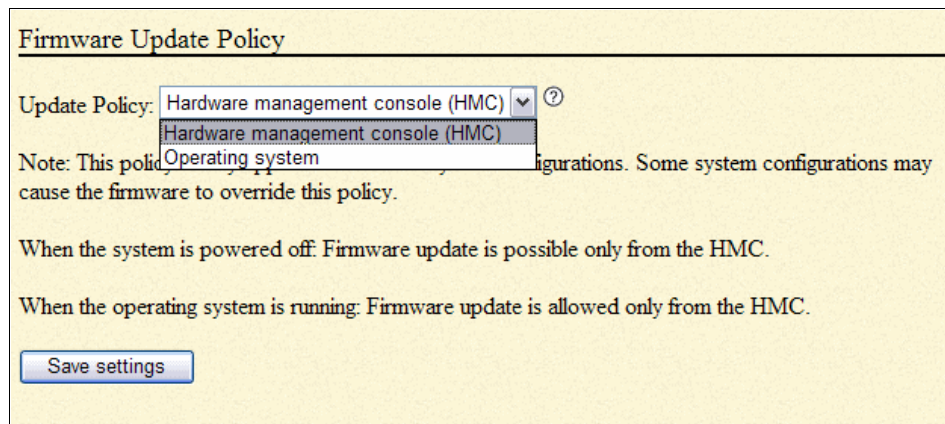 Firmware Update Policy
Update Policy: Hardware management console (HMC)
Hardware management console (HMC)
Operating system
Note: This
Some system configurations may
cause the firmware to override this policy.
When the system is powered off: Firmware update is possible only from the HMC.
When the operating system is running: Firmware update is allowed only from the HMC.
Save settings